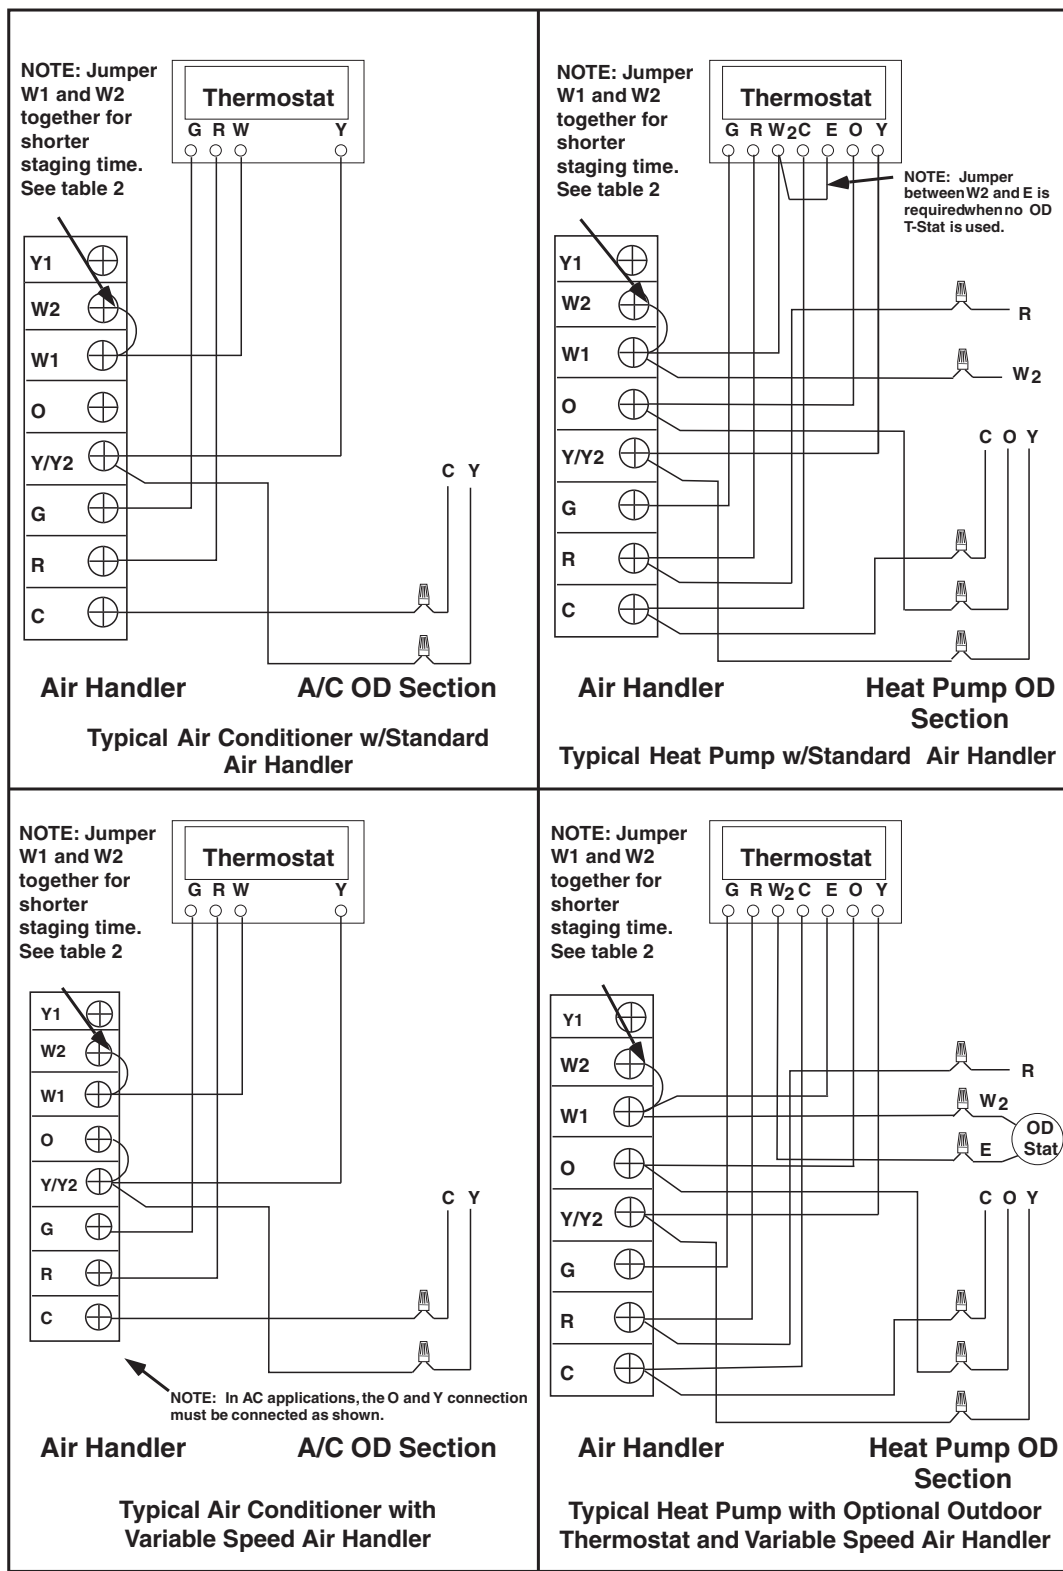 NOTE: Jumper
W1 and W2
together for
shorter
staging time.
See table 2
Thermostat
G R W Y
Y1
W2
W1
O
Y/Y2
G
R
C
C Y
Air Handler
A/C OD Section
Typical Air Conditioner w/Standard
Air Handler
NOTE: Jumper
W1 and W2
together for
shorter
staging time.
See table 2
Thermostat
G R W2 C E O Y
NOTE: Jumper
between W2 and E is
requiredwhen no OD
T-Stat is used.
Y1
W2
W1
O
Y/Y2
G
R
C
R
W2
C O Y
Air Handler
Heat Pump OD
Section
Typical Heat Pump w/Standard Air Handler
NOTE: Jumper
W1 and W2
together for
shorter
staging time.
See table 2
Thermostat
G R W Y
Y1
W2
W1
O
Y/Y2
G
R
C
C Y
NOTE: In AC applications, the O and Y connection
must be connected as shown.
Air Handler
A/C OD Section
Typical Air Conditioner with
Variable Speed Air Handler
NOTE: Jumper
W1 and W2
together for
shorter
staging time.
See table 2
Thermostat
G R W2 C E O Y
Y1
W2
W1
O
Y/Y2
G
R
C
R
W2
E
OD
Stat
C O Y
Air Handler
Heat Pump OD
Section
Typical Heat Pump with Optional Outdoor
Thermostat and Variable Speed Air Handler